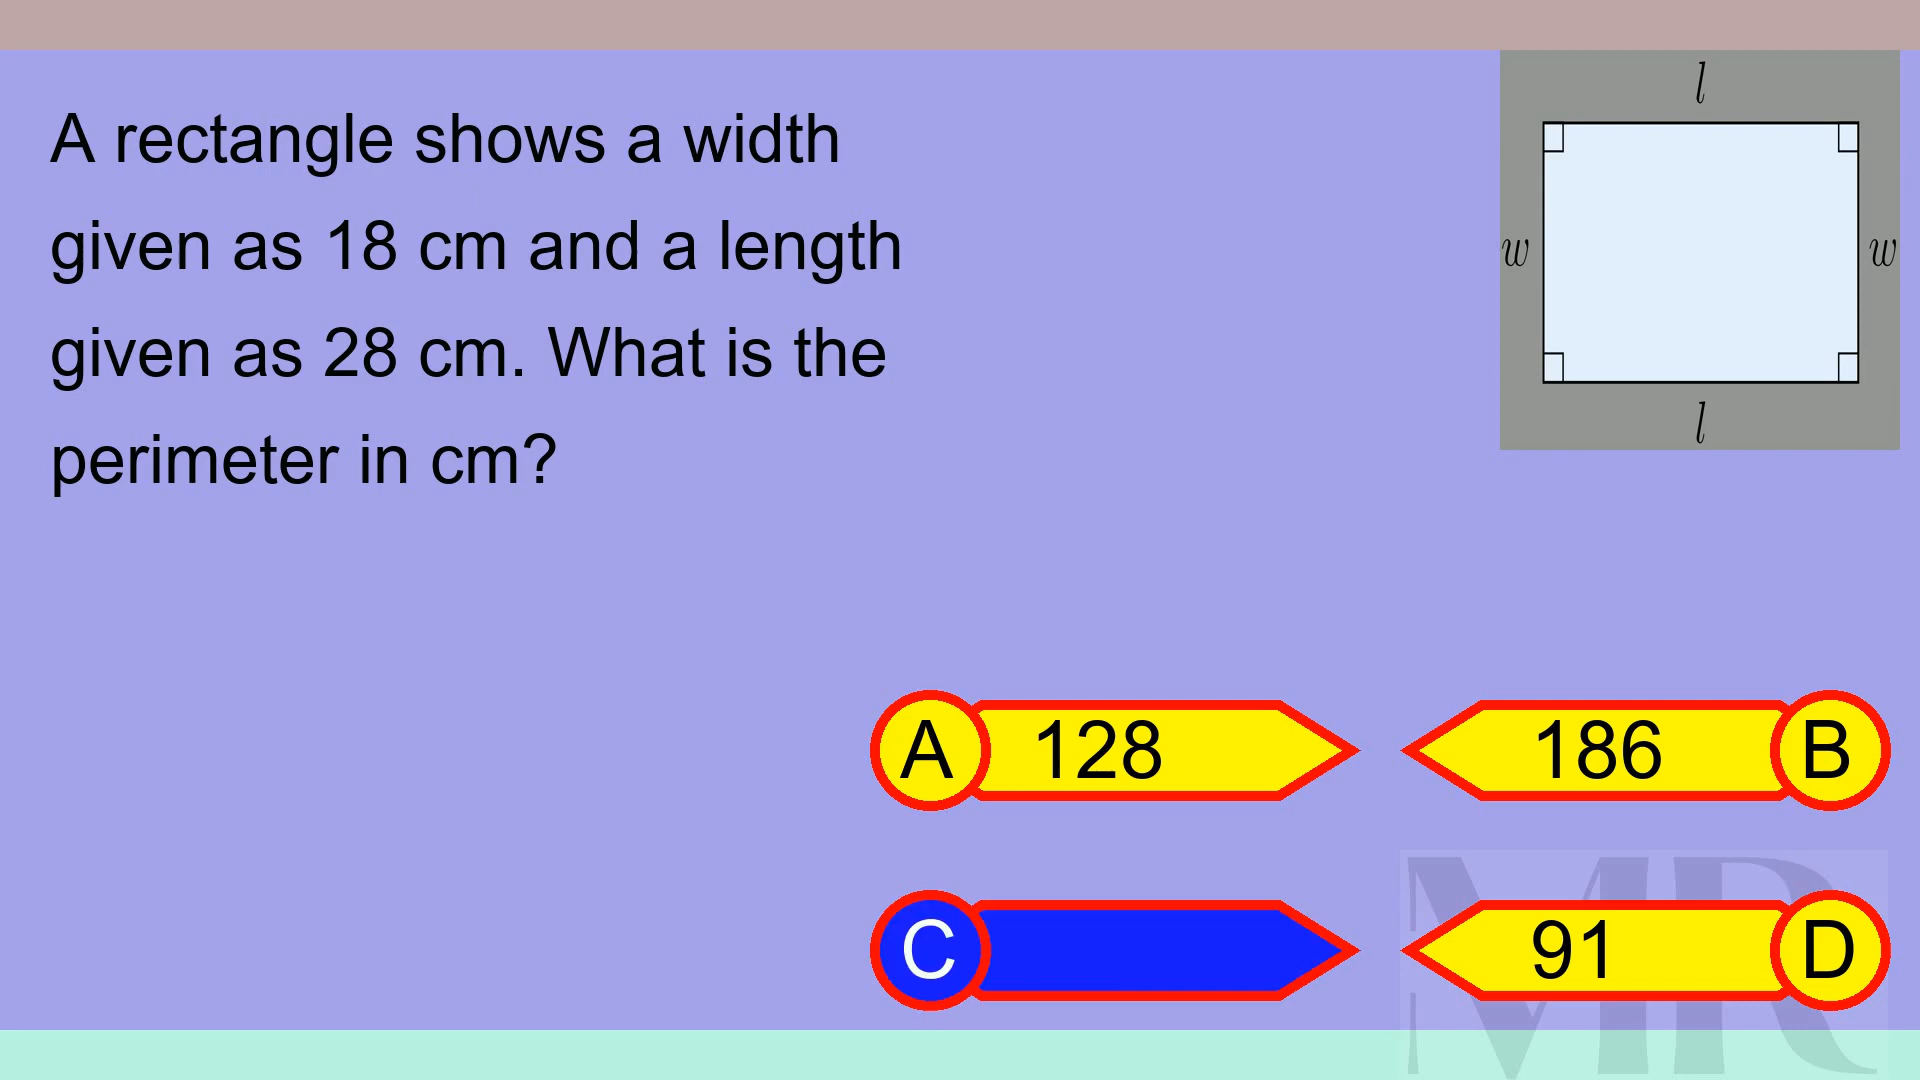 A rectangle shows a width
given as 18 cm and a length
given as 28 cm. What is the
perimeter in cm?
l
w
w
l
A 128
186 B
C
91 D
MR